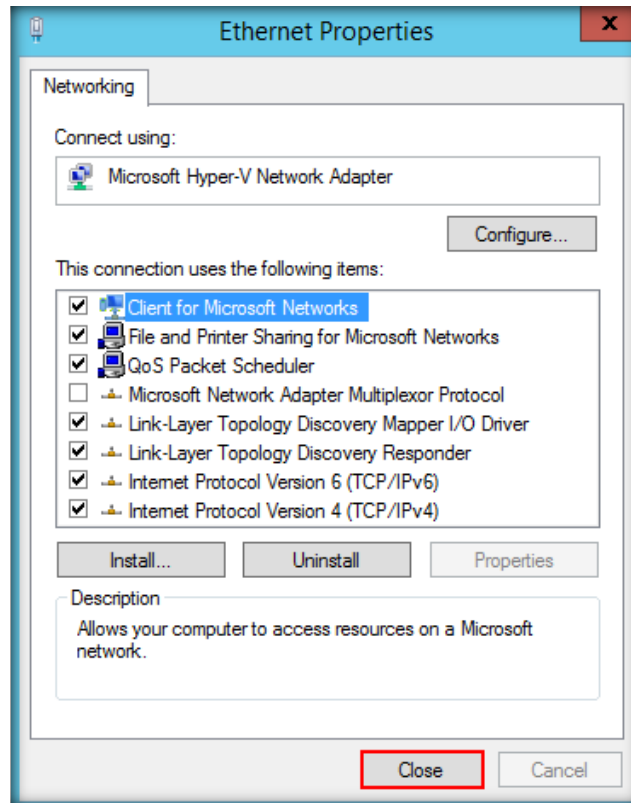 Ethernet Properties
x
Networking
Connect using:
Microsoft Hyper-V Network Adapter
Configure...
This connection uses the following items:
Client for Microsoft Networks
File and Printer Sharing for Microsoft Networks
QoS Packet Scheduler
Microsoft Network Adapter Multiplexor Protocol
Link-Layer Topology Discovery Mapper I/O Driver
Link-Layer Topology Discovery Responder
Internet Protocol Version 6 (TCP/IPv6)
Internet Protocol Version 4 (TCP/IPv4)
Install... Uninstall Properties
Description
Allows your computer to access resources on a Microsoft
network.
Close Cancel